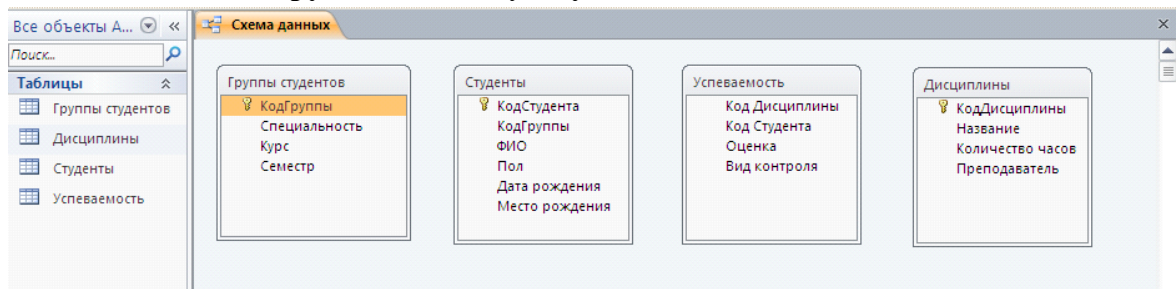 Все объекты A...
Схема данных
Поиск...
Таблицы
Группы студентов
Дисциплины
Студенты
Успеваемость
Группы студентов
КодГруппы
Специальность
Курс
Семестр
Студенты
КодСтудента
КодГруппы
ФИО
Пол
Дата рождения
Место рождения
Успеваемость
Код Дисциплины
Код Студента
Оценка
Вид контроля
Дисциплины
КодДисциплины
Название
Количество часов
Преподаватель